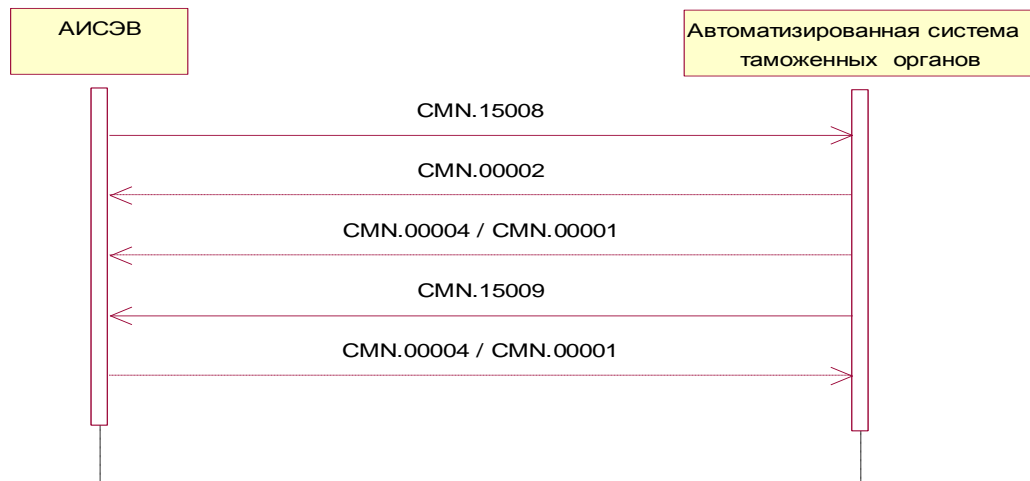 АИСЭВ
Автоматизированная система
таможенных органов
CMN.15008
CMN.00002
CMN.00004 / CMN.00001
CMN.15009
CMN.00004 / CMN.00001